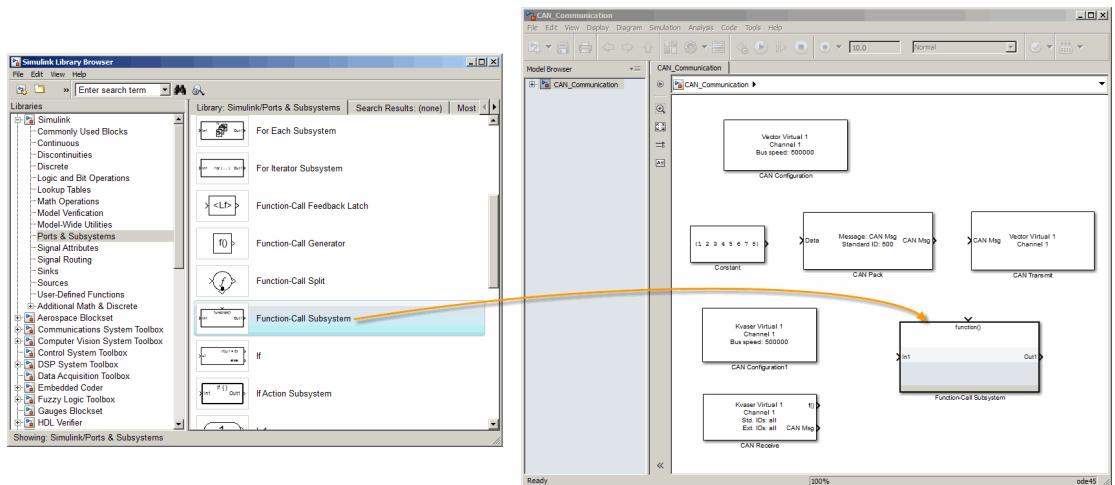 Simulink Library Browser
File Edit View Help
» Enter search term
Libraries
Simulink
Commonly Used Blocks
Continuous
Discontinuities
Discrete
Logic and Bit Operations
Lookup Tables
Math Operations
Model Verification
Model-Wide Utilities
Ports & Subsystems
Signal Attributes
Signal Routing
Sinks
Sources
User-Defined Functions
Additional Math & Discrete
Aerospace Blockset
Communications System Toolbox
Computer Vision System Toolbox
Control System Toolbox
DSP System Toolbox
Data Acquisition Toolbox
Embedded Coder
Fuzzy Logic Toolbox
Gauges Blockset
HDL Verifier
Showing: Simulink/Ports & Subsystems
Library: Simulink/Ports & Subsystems
Search Results: (none)
Most
For Each Subsystem
For Iterator Subsystem
<Lf>
Function-Call Feedback Latch
f()
Function-Call Generator
f
Function-Call Split
function()
In1 Out1
Function-Call Subsystem
If
If Action Subsystem
CAN_Communication
File Edit View Display Diagram Simulation Analysis Code Tools Help
10.0
Normal
Model Browser
CAN_Communication
CAN_Communication
CAN_Communication
Vector Virtual 1
Channel 1
Bus speed: 500000
CAN Configuration
(1 2 3 4 5 6 7 8)
Constant
Data
Message: CAN Msg
Standard ID: 500
CAN Msg
CAN Pack
CAN Msg
Vector Virtual 1
Channel 1
CAN Transmit
Kvaser Virtual 1
Channel 1
Bus speed: 500000
CAN Configuration1
function()
In1
Out1
Function-Call Subsystem
Kvaser Virtual 1
Channel 1
Std. IDs: all
Ext. IDs: all
f()
CAN Msg
CAN Receive
Ready
100%
ode45